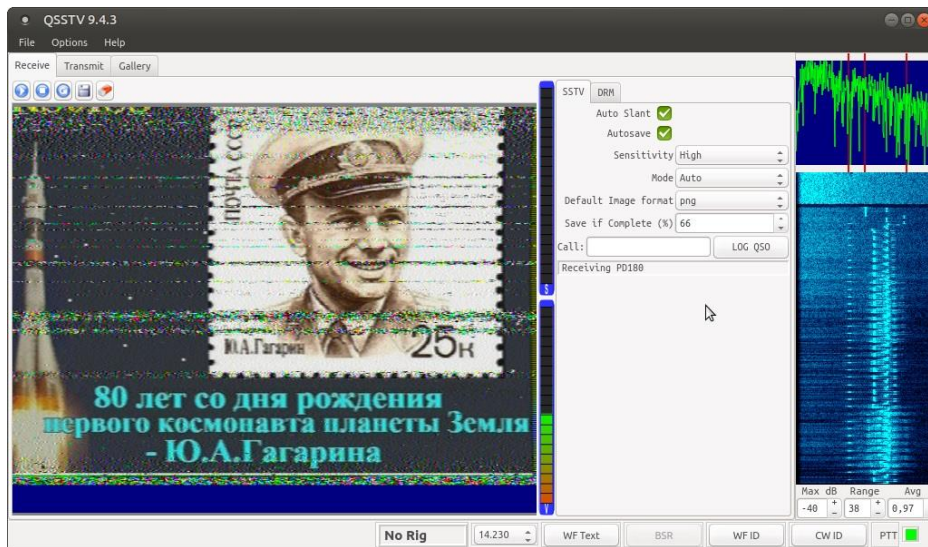 QSSTV 9.4.3
File Options Help
Receive Transmit Gallery
SSTV DRM
Auto Slant
Autosave
Sensitivity High
Mode Auto
Default Image format png
Save if Complete (%) 66
Call: LOG QSO
Receiving PD180
ПОЧТА СССР
Ю.А.Гагарин 25к
80 лет со дня рождения
первого космонавта планеты Земля
- Ю.А.Гагарина
S
V
Max dB Range Avg
-40 38 0,97
No Rig 14.230 WF Text BSR WF ID CW ID PTT